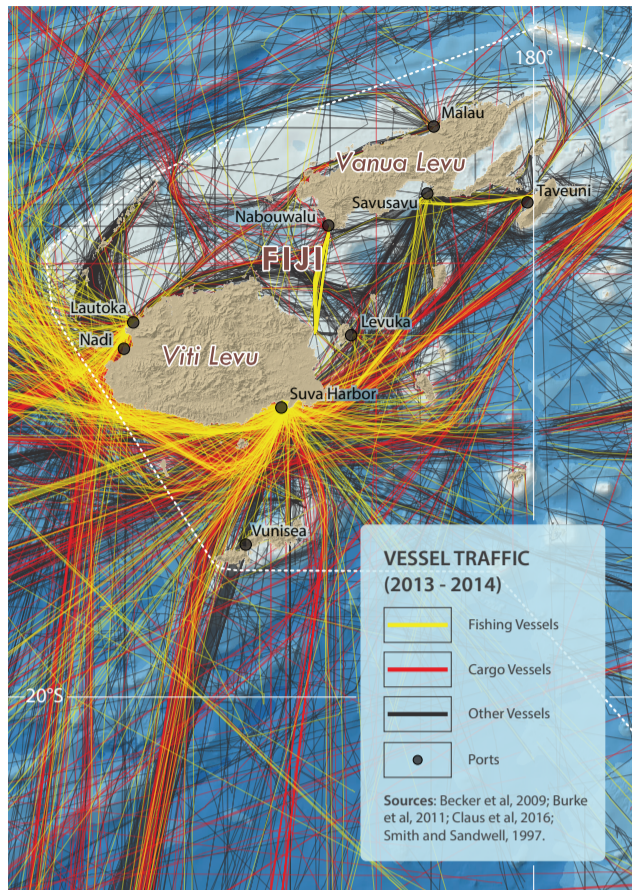 180°
Malau
Vanua Levu
Savusavu
Taveuni
Nabouwalu
FIJI
Lautoka
Levuka
Nadi
Viti Levu
Suva Harbor
Vunisea
20°S
VESSEL TRAFFIC
(2013 - 2014)
Fishing Vessels
Cargo Vessels
Other Vessels
Ports
Sources: Becker et al, 2009; Burke
et al, 2011; Claus et al, 2016;
Smith and Sandwell, 1997.